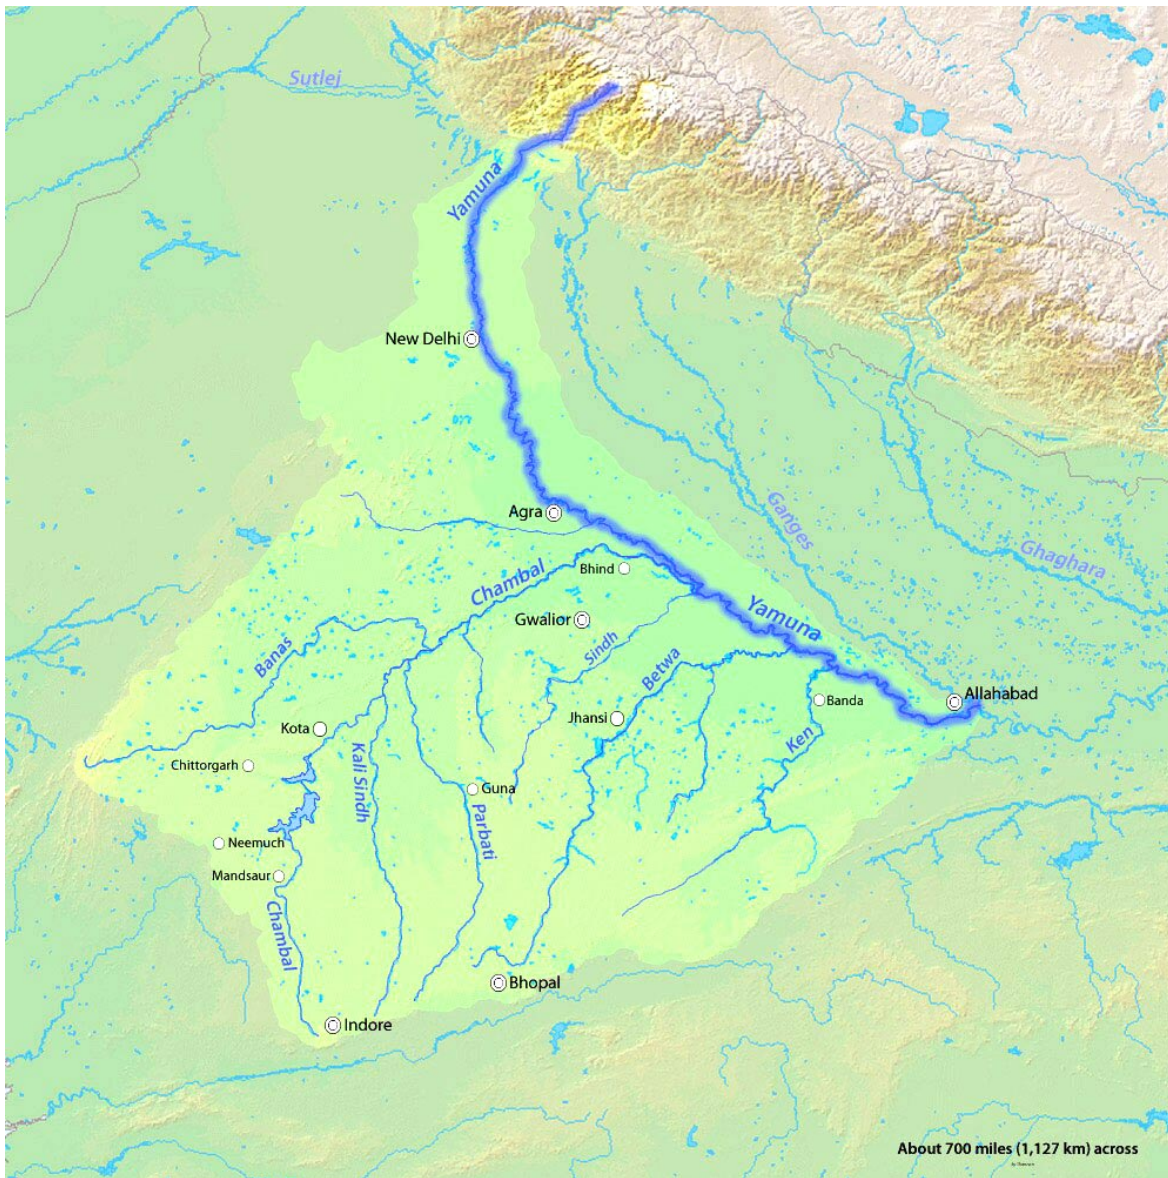 Sutlej
Yamuna
New Delhi
Agra
Ganges
Ghaghara
Chambal
Bhind
Gwalior
Yamuna
Banas
Sindh
Betwa
Allahabad
Banda
Jhansi
Kota
Ken
Chittorgarh
Kali Sindh
Guna
Parbati
Neemuch
Mandsaur
Chambal
Bhopal
Indore
About 700 miles (1,127 km) across